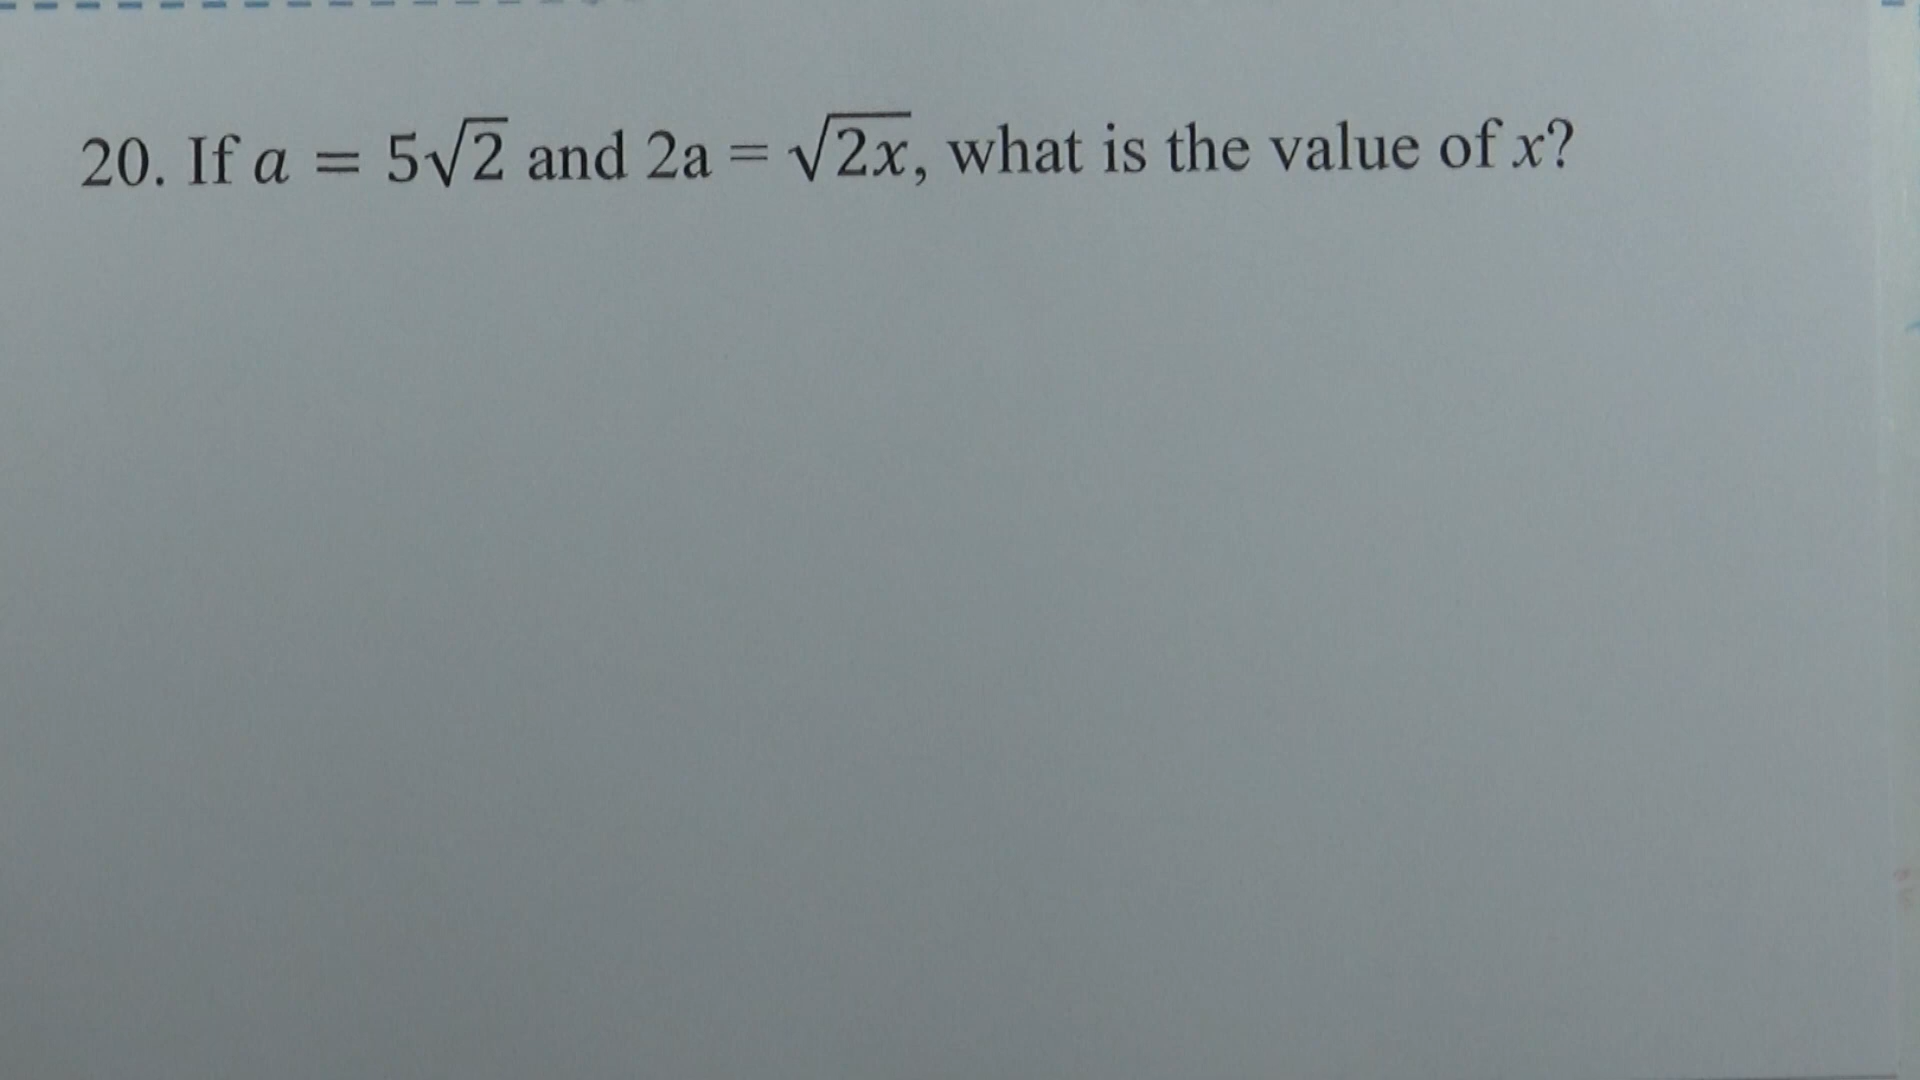 20. If a = 5√2 and 2a = √2x, what is the value of x?